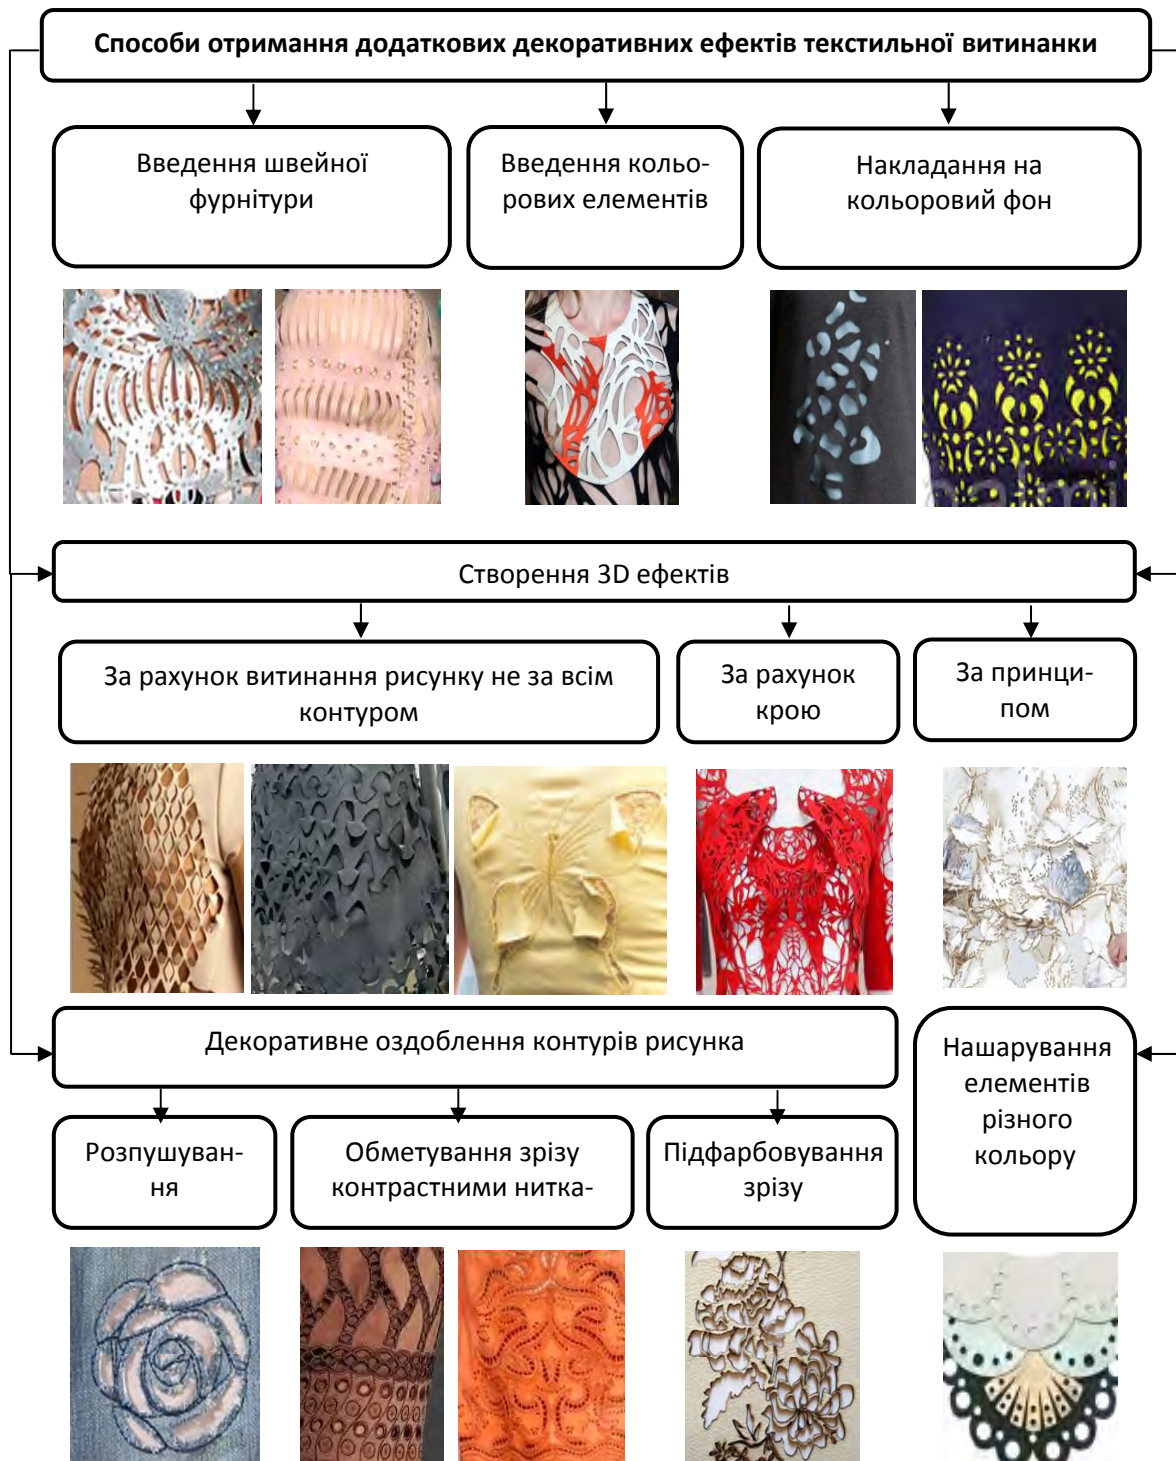 Способи отримання додаткових декоративних ефектів текстильної витинанки
Введення швейної
фурнітури
Введення кольо-
рових елементів
Накладання на
кольоровий фон
Створення 3D ефектів
За рахунок витинання рисунку не за всім
контуром
За рахунок
крою
За принци-
пом
Декоративне оздоблення контурів рисунка
Нашарування
елементів
різного
кольору
Розпушуван-
ня
Обметування зрізу
контрастними нитка-
Підфарбовування
зрізу